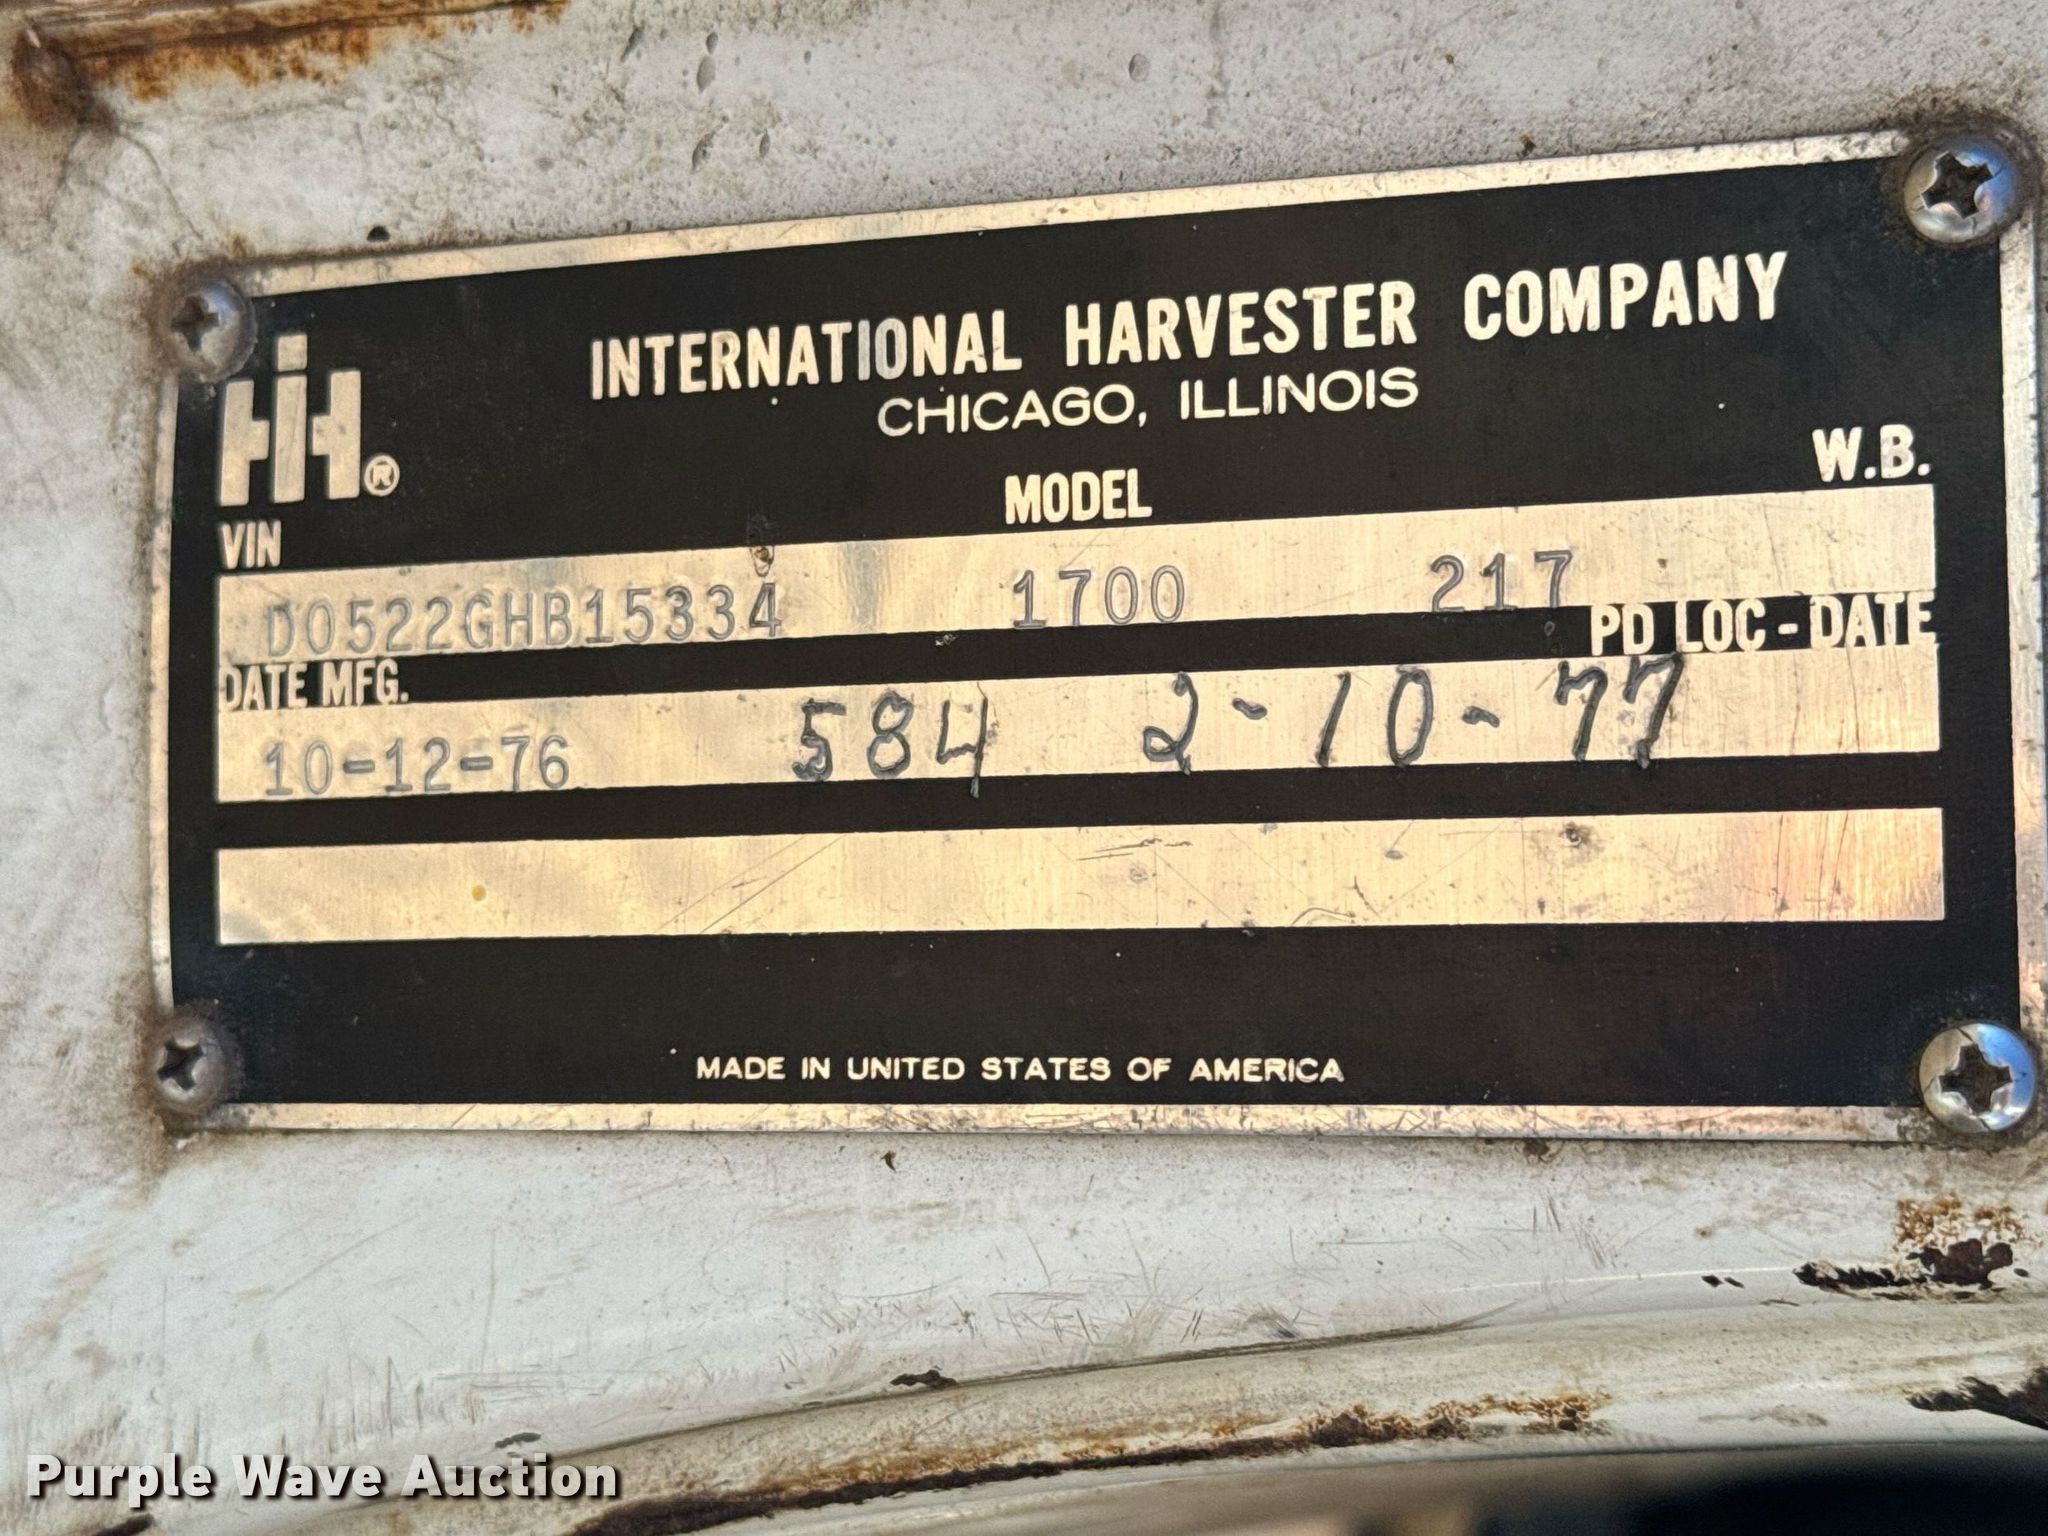 INTERNATIONAL HARVESTER COMPANY
CHICAGO, ILLINOIS
IH®
VIN MODEL W.B.
D0522GHB15334 1700 217
DATE MFG. PD LOC - DATE
10-12-76 584 2-10-77
MADE IN UNITED STATES OF AMERICA
Purple Wave Auction